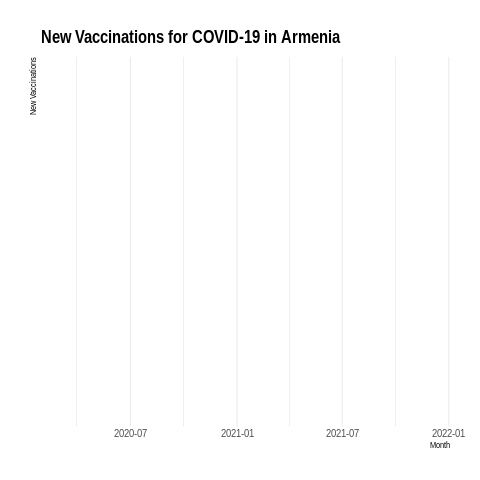 New Vaccinations for COVID-19 in Armenia
New Vaccinations
2020-07 2021-01 2021-07 2022-01
Month